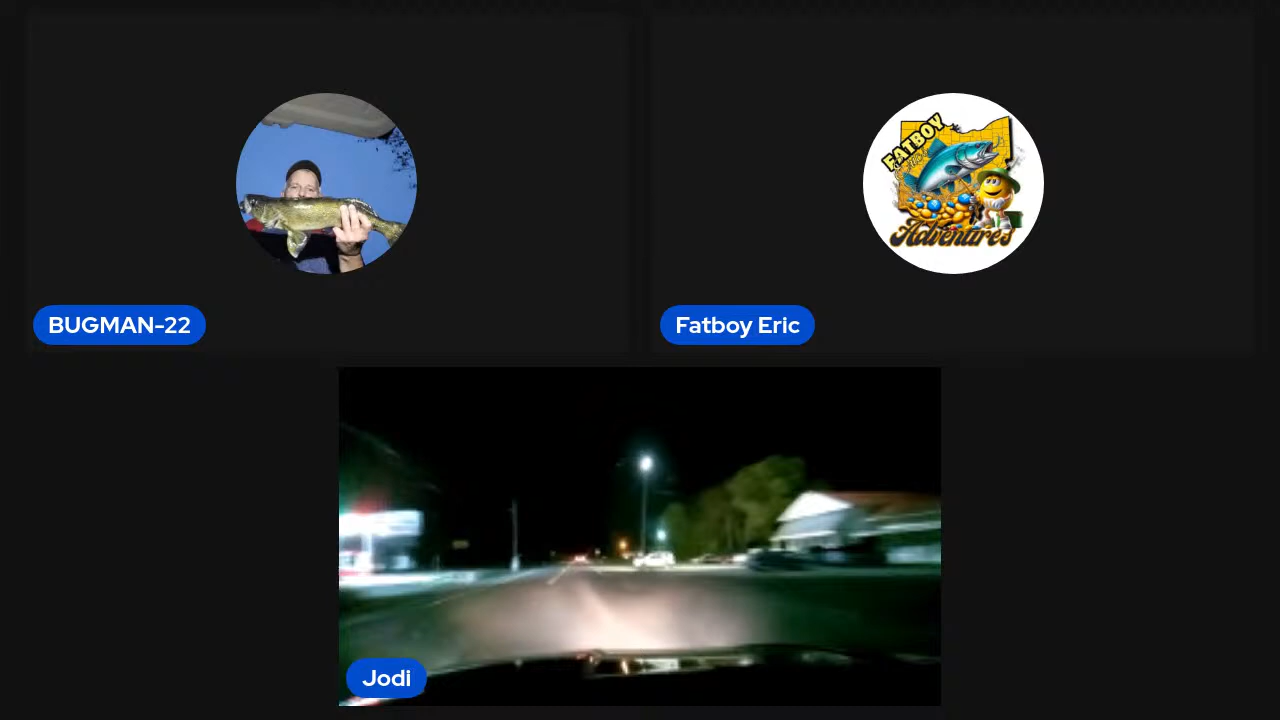 FATBOY
Adventures
BUGMAN-22
Fatboy Eric
Jodi